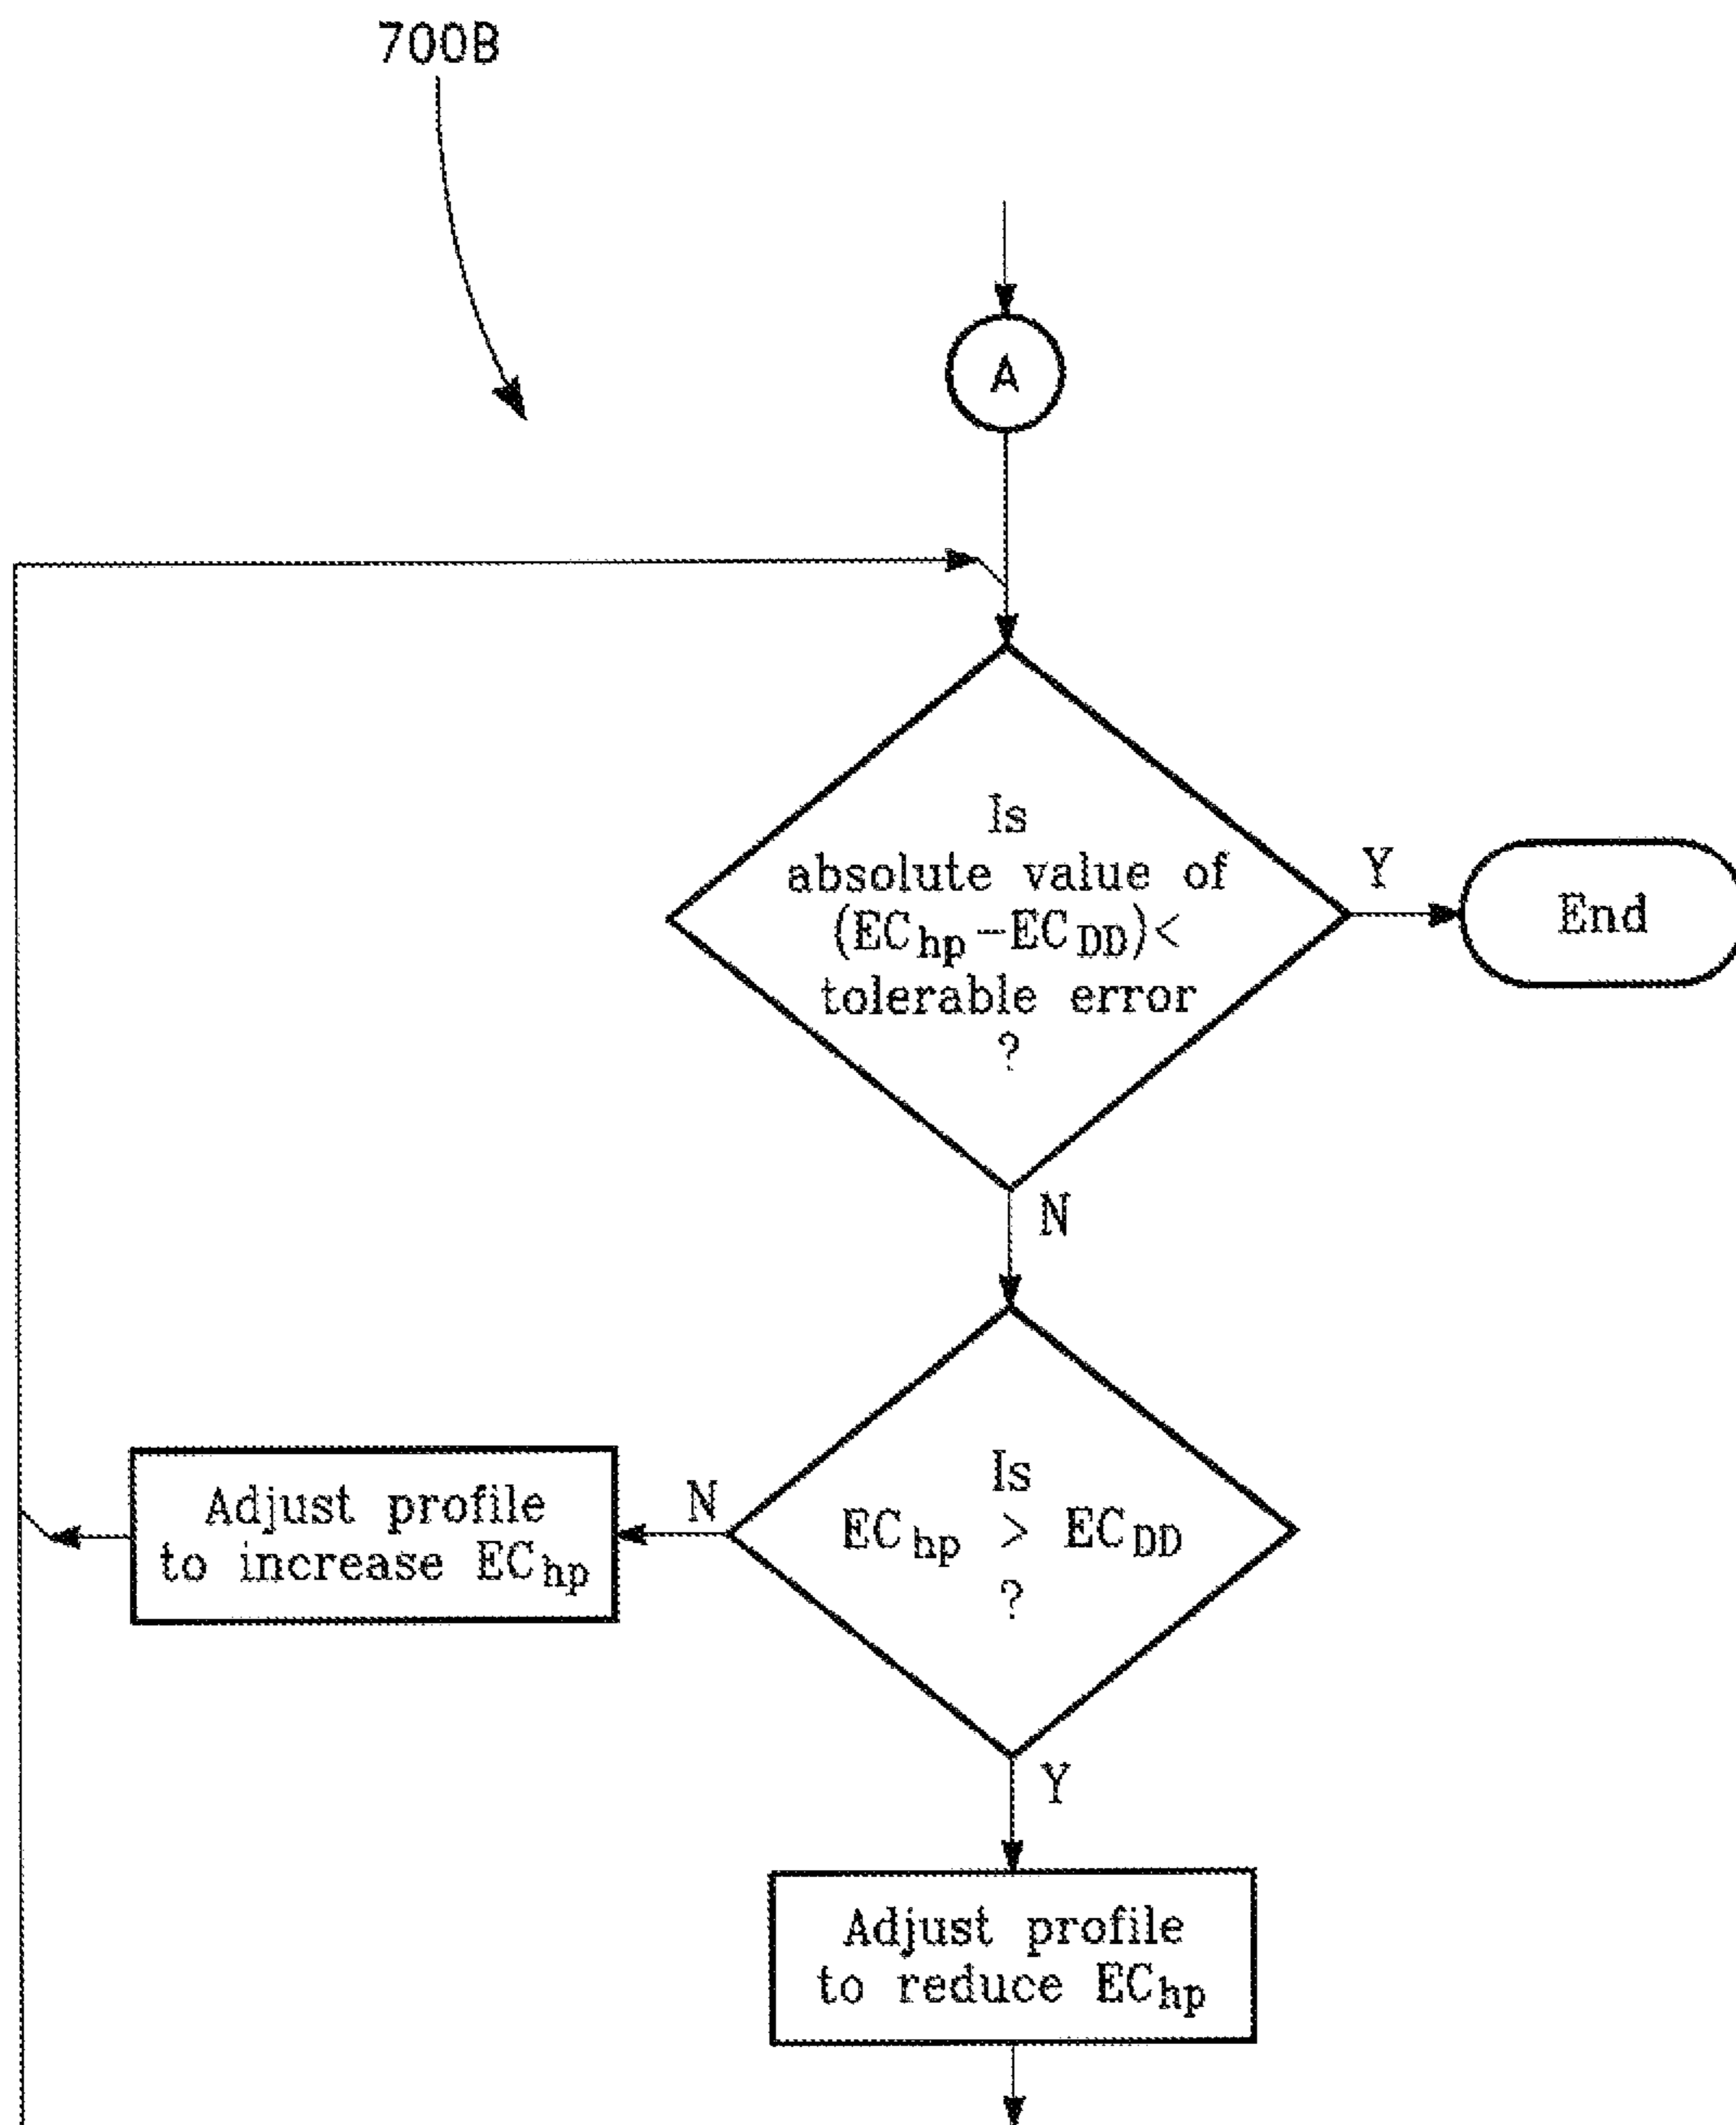 700B
A
Is
absolute value of
(EC hp - EC DD) <
tolerable error
?
Y
End
N
Is
EC hp > EC DD
?
N
Adjust profile
to increase EC hp
Y
Adjust profile
to reduce EC hp